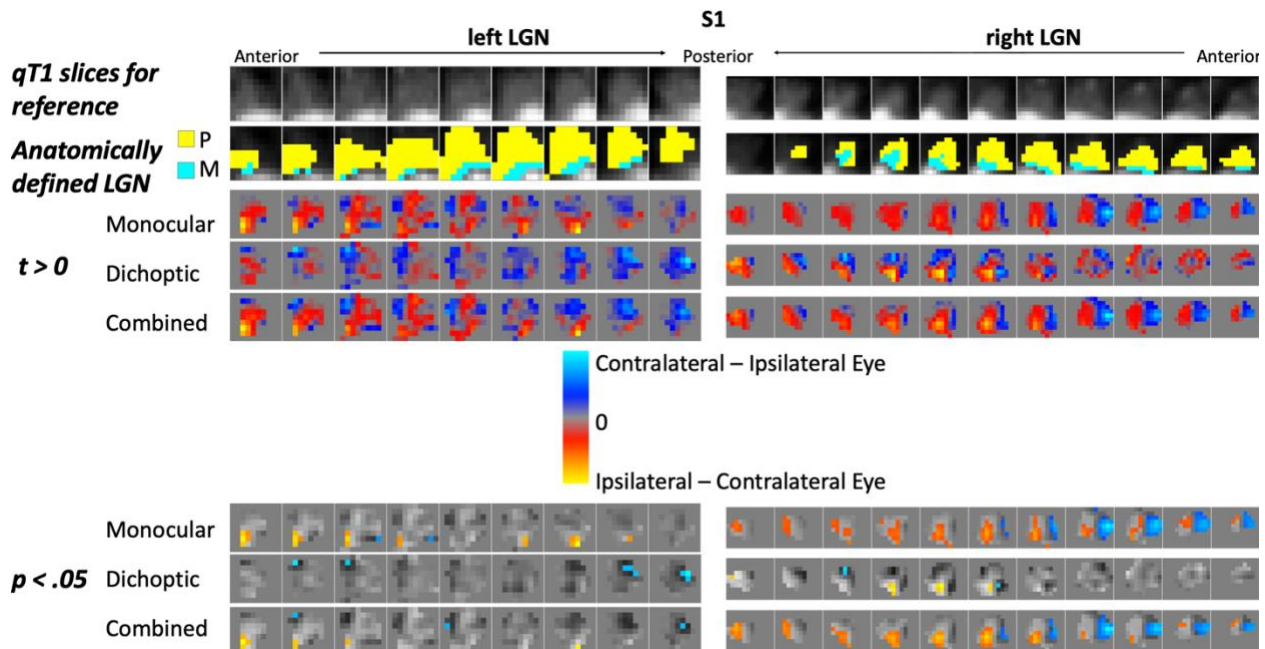 S1
left LGN
right LGN
Anterior
Posterior
Anterior
qT1 slices for
reference
Anatomically
defined LGN
P
M
Monocular
t > 0
Dichoptic
Combined
Contralateral – Ipsilateral Eye
0
Ipsilateral – Contralateral Eye
Monocular
p < .05
Dichoptic
Combined